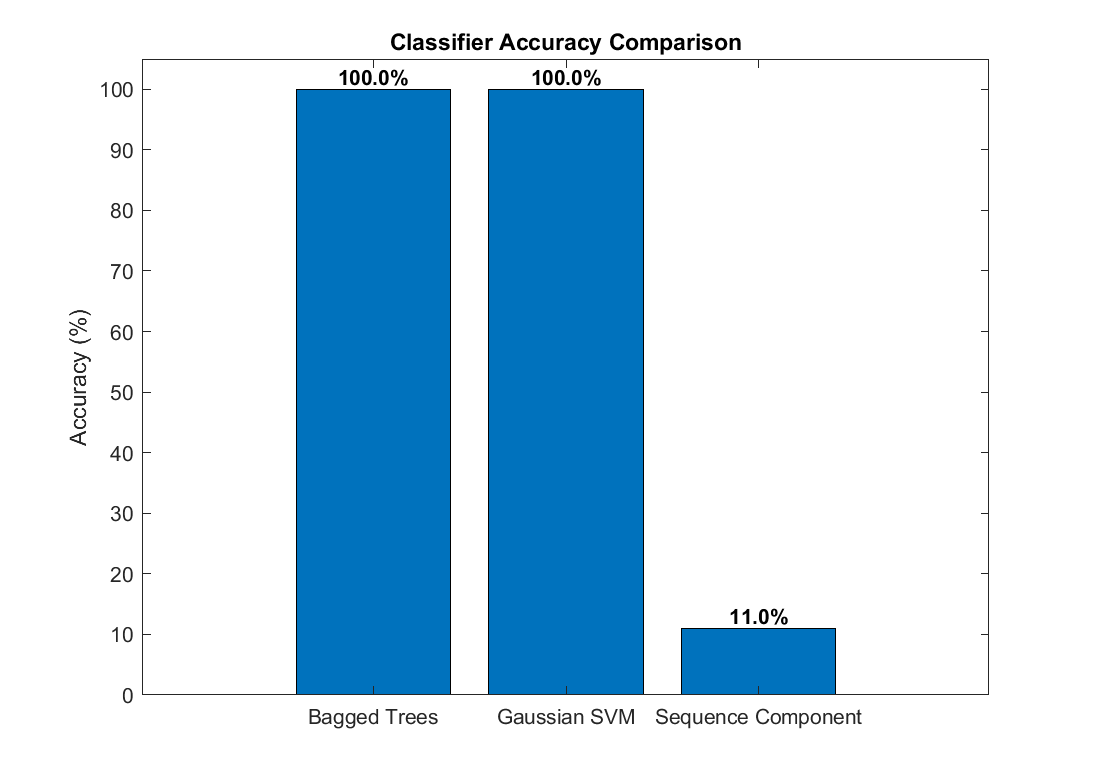 Classifier Accuracy Comparison
100.0%
100.0%
11.0%
Accuracy (%)
100
90
80
70
60
50
40
30
20
10
0
Bagged Trees
Gaussian SVM
Sequence Component